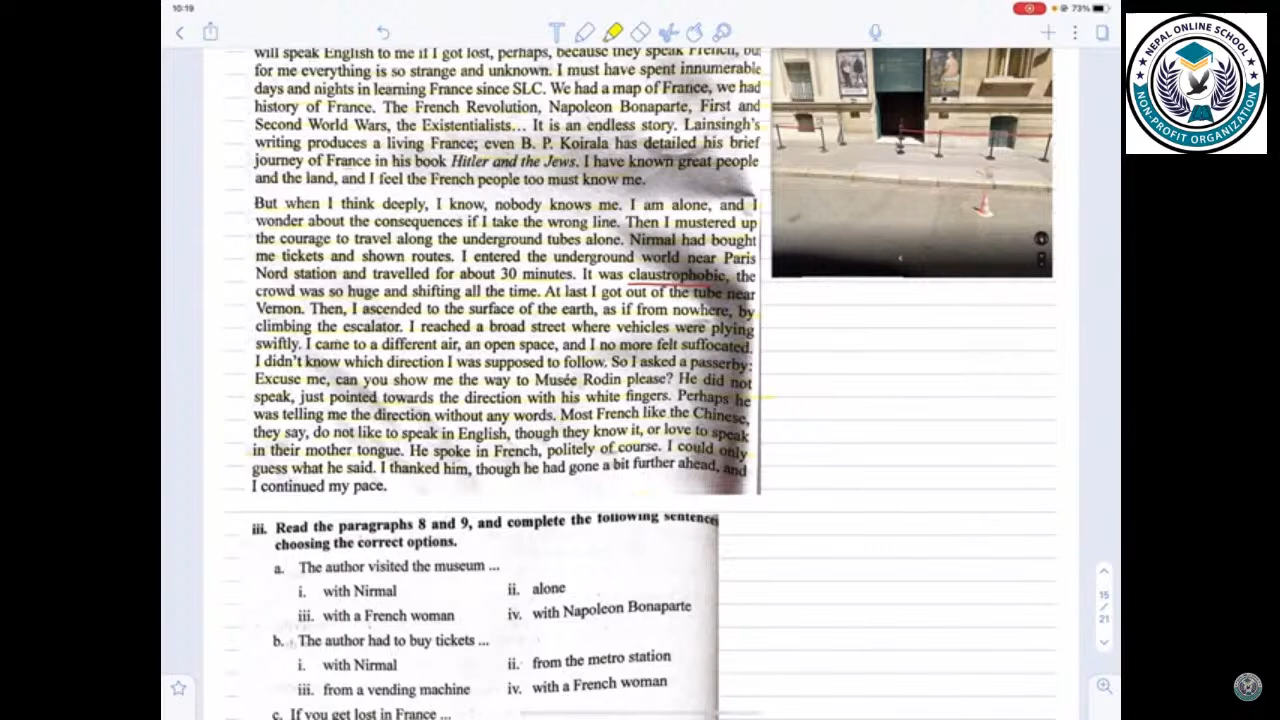 10:19
73%
will speak English to me if I got lost, perhaps, because they speak French, but
for me everything is so strange and unknown. I must have spent innumerable
days and nights in learning France since SLC. We had a map of France, we had
history of France. The French Revolution, Napoleon Bonaparte, First and
Second World Wars, the Existentialists... It is an endless story. Lainsingh's
writing produces a living France; even B. P. Koirala has detailed his brief
journey of France in his book Hitler and the Jews. I have known great people
and the land, and I feel the French people too must know me.
But when I think deeply, I know, nobody knows me. I am alone, and I
wonder about the consequences if I take the wrong line. Then I mustered up
the courage to travel along the underground tubes alone. Nirmal had bought
me tickets and shown routes. I entered the underground world near Paris
Nord station and travelled for about 30 minutes. It was claustrophobic, the
crowd was so huge and shifting all the time. At last I got out of the tube near
Vernon. Then, I ascended to the surface of the earth, as if from nowhere, by
climbing the escalator. I reached a broad street where vehicles were plying
swiftly. I came to a different air, an open space, and I no more felt suffocated.
I didn't know which direction I was supposed to follow. So I asked a passerby:
Excuse me, can you show me the way to Musée Rodin please? He did not
speak, just pointed towards the direction with his white fingers. Perhaps he
was telling me the direction without any words. Most French like the Chinese,
they say, do not like to speak in English, though they know it, or love to speak
in their mother tongue. He spoke in French, politely of course. I could only
guess what he said. I thanked him, though he had gone a bit further ahead, and
I continued my pace.
iii. Read the paragraphs 8 and 9, and complete the following sentences
choosing the correct options.
a. The author visited the museum ...
i. with Nirmal ii. alone
iii. with a French woman iv. with Napoleon Bonaparte
b. The author had to buy tickets ...
i. with Nirmal ii. from the metro station
iii. from a vending machine iv. with a French woman
c. If you get lost in France ...
15
/
21
NEPAL ONLINE SCHOOL
NON-PROFIT ORGANIZATION